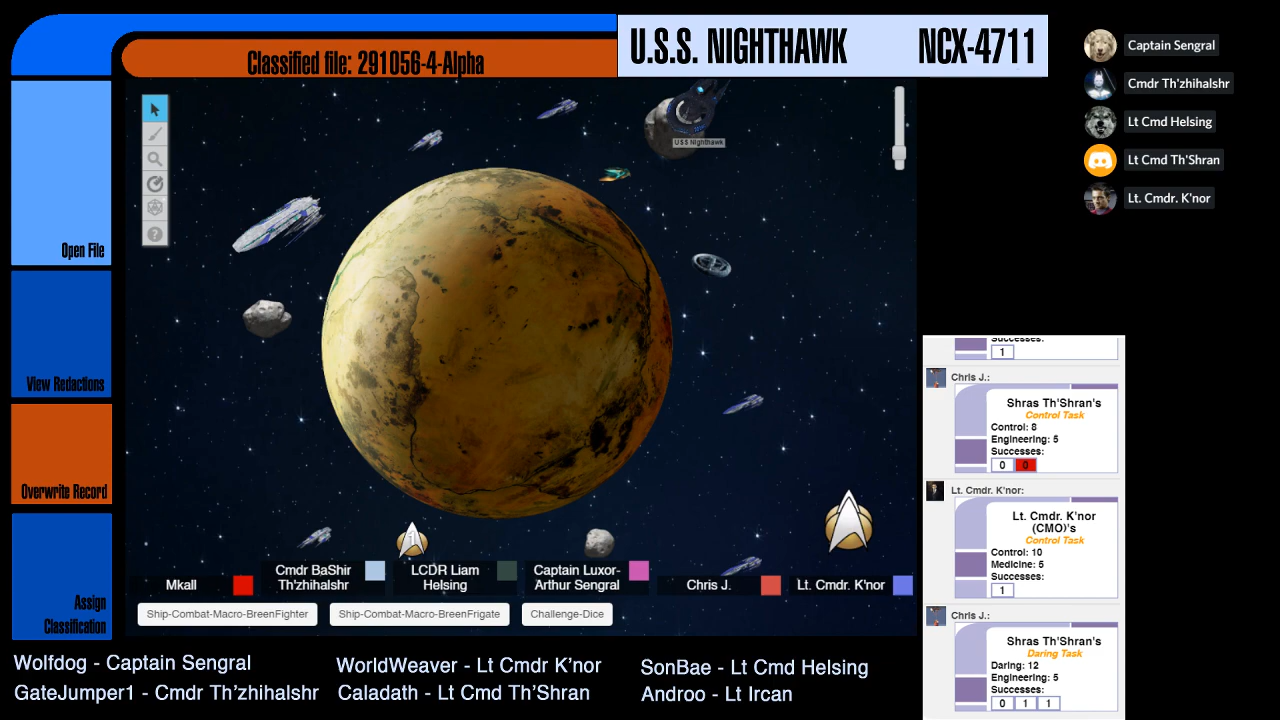 Classified file: 291056-4-Alpha
U.S.S. NIGHTHAWK NCX-4711
Open File
View Redactions
Overwrite Record
Assign
Classification
USS Nighthawk
1
Mkall
Cmdr BaShir
Th'zhihalshr
LCDR Liam
Helsing
Captain Luxor-
Arthur Sengral
Chris J.
Lt. Cmdr. K'nor
Ship-Combat-Macro-BreenFighter
Ship-Combat-Macro-BreenFrigate
Challenge-Dice
Captain Sengral
Cmdr Th'zhihalshr
Lt Cmd Helsing
Lt Cmd Th'Shran
Lt. Cmdr. K'nor
Successes:
1
Chris J.:
Shras Th'Shran's
Control Task
Control: 8
Engineering: 5
Successes:
0 0
Lt. Cmdr. K'nor:
Lt. Cmdr. K'nor
(CMO)'s
Control Task
Control: 10
Medicine: 5
Successes:
1
Chris J.:
Shras Th'Shran's
Daring Task
Daring: 12
Engineering: 5
Successes:
0 1 1
Wolfdog - Captain Sengral
WorldWeaver - Lt Cmdr K'nor
SonBae - Lt Cmd Helsing
GateJumper1 - Cmdr Th'zhihalshr
Caladath - Lt Cmd Th'Shran
Androo - Lt Ircan